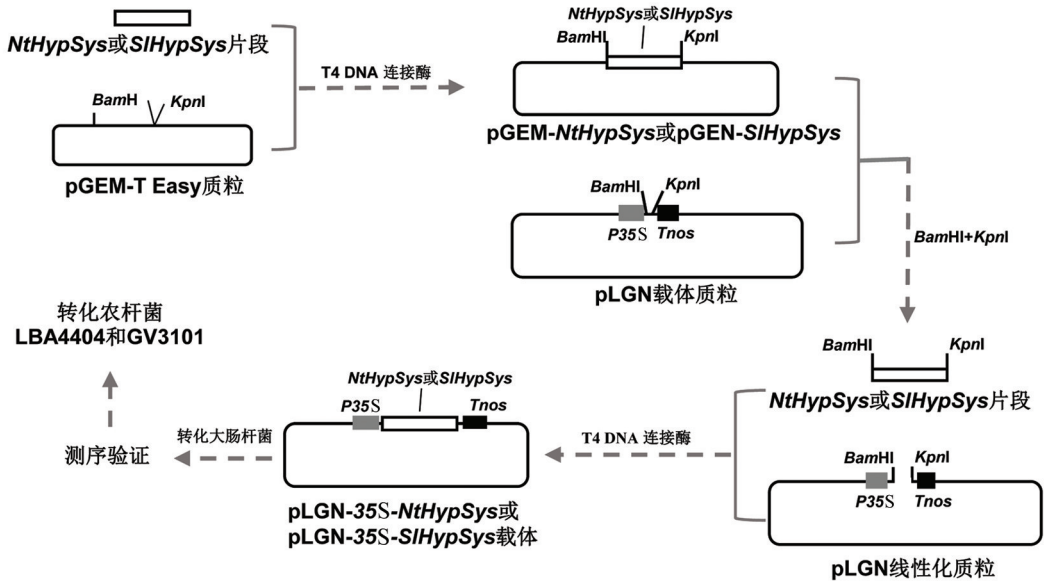 NtHypSys或SlHypSys片段
BamH KpnI
pGEM-T Easy质粒
T4 DNA 连接酶
NtHypSys或SlHypSys
BamHI KpnI
pGEM-NtHypSys或pGEN-SlHypSys
BamHI KpnI
P35S Tnos
pLGN载体质粒
BamHI+KpnI
BamHI KpnI
NtHypSys或SlHypSys片段
BamHI KpnI
P35S Tnos
pLGN线性化质粒
T4 DNA 连接酶
NtHypSys或SlHypSys
P35S Tnos
pLGN-35S-NtHypSys或
pLGN-35S-SlHypSys载体
转化大肠杆菌
测序验证
转化农杆菌
LBA4404和GV3101